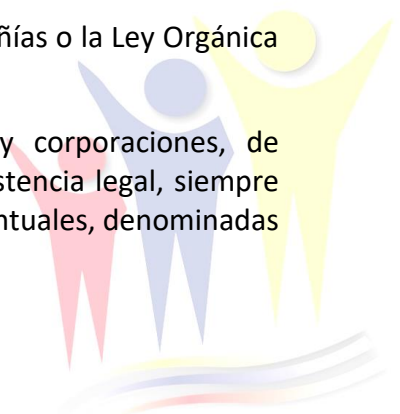 ñías o la Ley Orgánica
y corporaciones, de
stencia legal, siempre
ntuales, denominadas